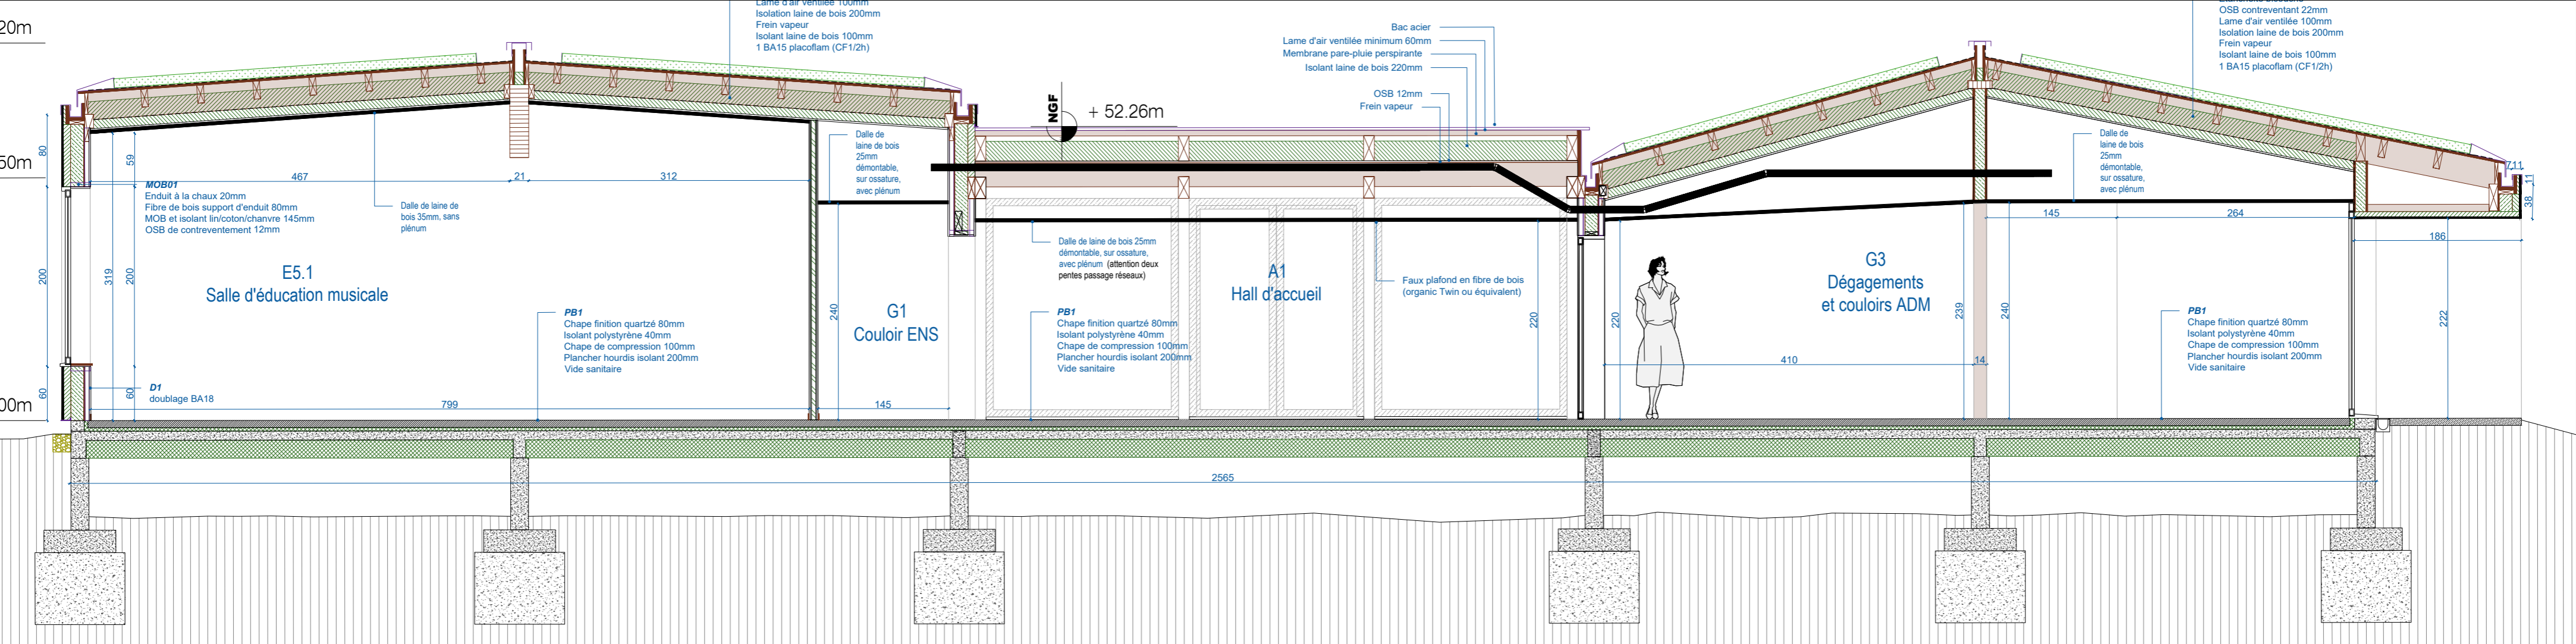 20m
50m
00m
Lame d'air ventilée 100mm
Isolation laine de bois 200mm
Frein vapeur
Isolant laine de bois 100mm
1 BA15 placoflam (CF1/2h)
Bac acier
Lame d'air ventilée minimum 60mm
Membrane pare-pluie perspirante
Isolant laine de bois 220mm
OSB 12mm
Frein vapeur
NGF
+ 52.26m
OSB contreventant 22mm
Lame d'air ventilée 100mm
Isolation laine de bois 200mm
Frein vapeur
Isolant laine de bois 100mm
1 BA15 placoflam (CF1/2h)
80
59
467
21
312
MOB01
Enduit à la chaux 20mm
Fibre de bois support d'enduit 80mm
MOB et isolant lin/coton/chanvre 145mm
OSB de contreventement 12mm
Dalle de laine de
bois 35mm, sans
plénum
Dalle de
laine de bois
25mm
démontable,
sur ossature,
avec plénum
200
319
200
E5.1
Salle d'éducation musicale
PB1
Chape finition quartzé 80mm
Isolant polystyrène 40mm
Chape de compression 100mm
Plancher hourdis isolant 200mm
Vide sanitaire
60
60
D1
doublage BA18
799
240
G1
Couloir ENS
145
Dalle de laine de bois 25mm
démontable, sur ossature,
avec plénum (attention deux
pentes passage réseaux)
PB1
Chape finition quartzé 80mm
Isolant polystyrène 40mm
Chape de compression 100mm
Plancher hourdis isolant 200mm
Vide sanitaire
A1
Hall d'accueil
Faux plafond en fibre de bois
(organic Twin ou équivalent)
220
220
G3
Dégagements
et couloirs ADM
410
14
239
240
Dalle de
laine de bois
25mm
démontable,
sur ossature,
avec plénum
145
264
PB1
Chape finition quartzé 80mm
Isolant polystyrène 40mm
Chape de compression 100mm
Plancher hourdis isolant 200mm
Vide sanitaire
11
38
186
222
2565